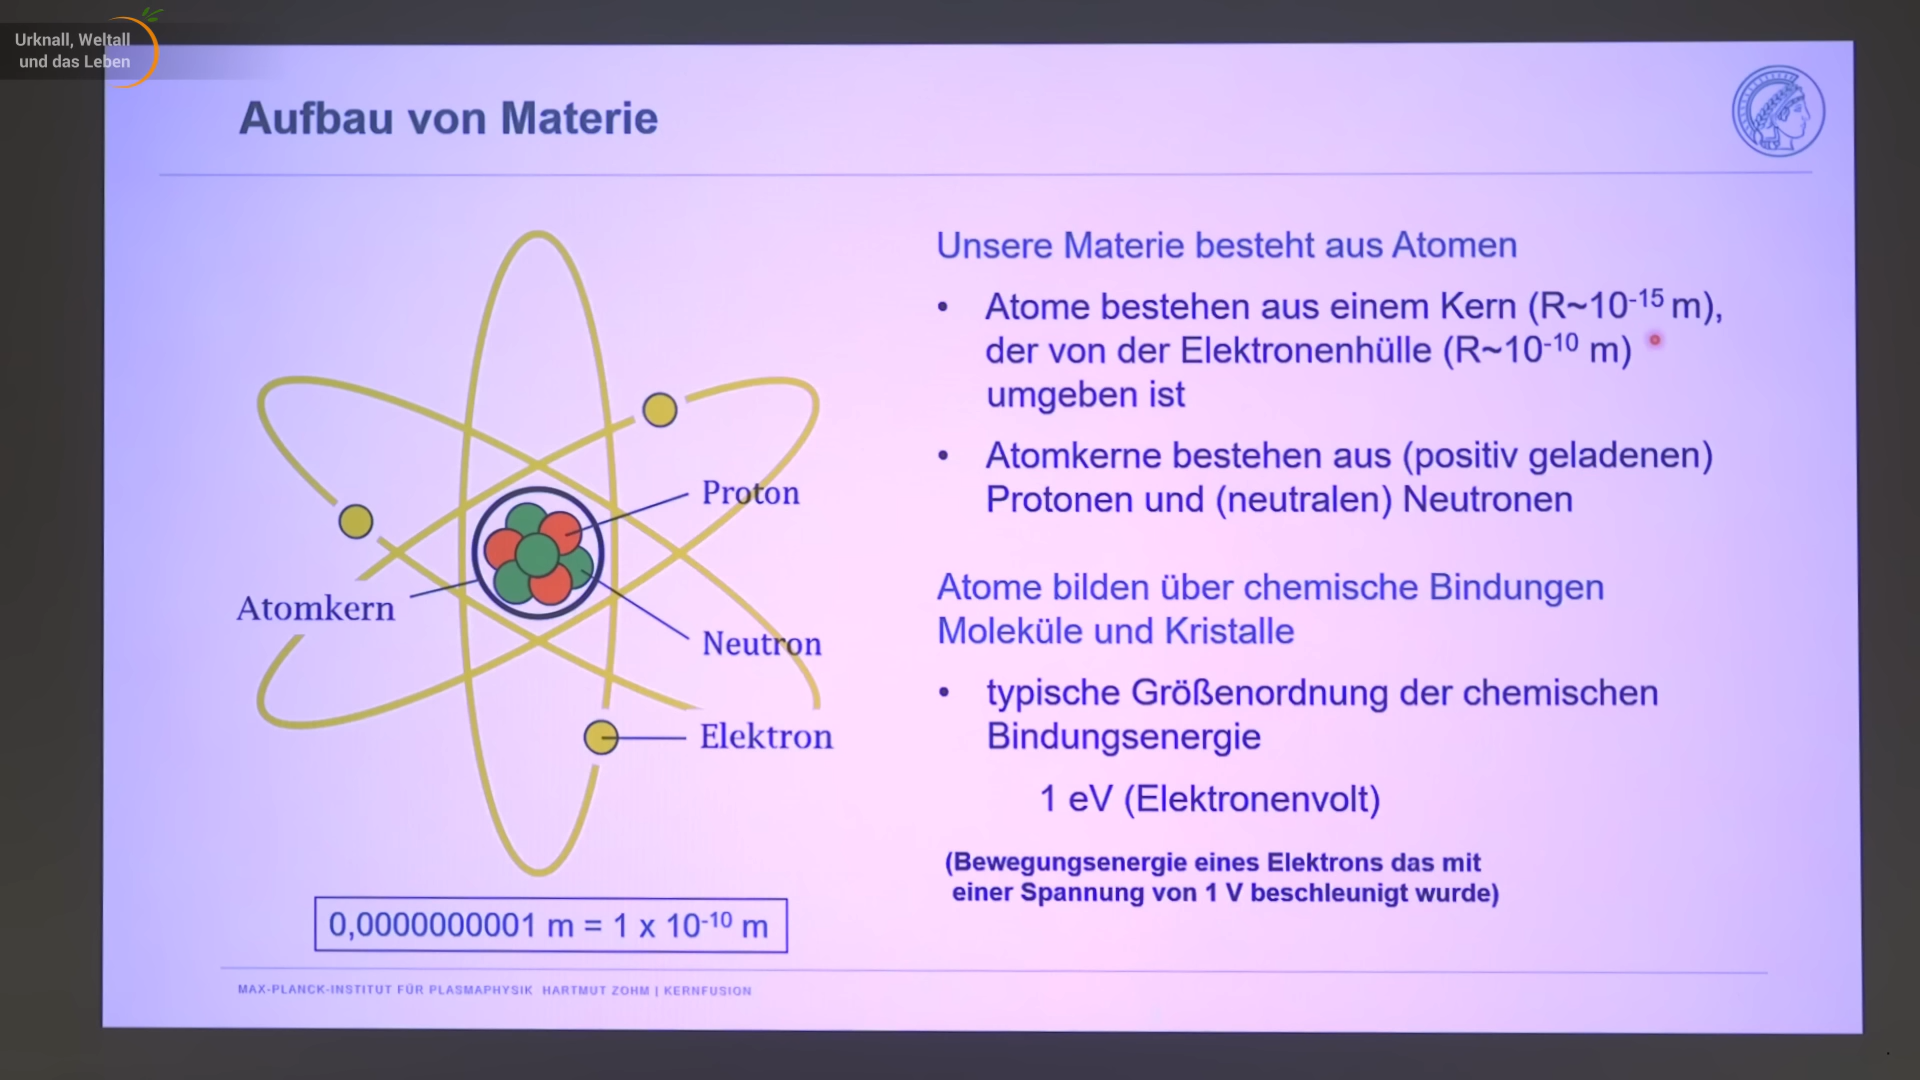 Urknall, Weltall
und das Leben
Aufbau von Materie
Proton
Atomkern
Neutron
Elektron
0,0000000001 m = 1 x 10⁻¹⁰ m
Unsere Materie besteht aus Atomen
• Atome bestehen aus einem Kern (R~10⁻¹⁵ m),
der von der Elektronenhülle (R~10⁻¹⁰ m)
umgeben ist
• Atomkerne bestehen aus (positiv geladenen)
Protonen und (neutralen) Neutronen
Atome bilden über chemische Bindungen
Moleküle und Kristalle
• typische Größenordnung der chemischen
Bindungsenergie
1 eV (Elektronenvolt)
(Bewegungsenergie eines Elektrons das mit
einer Spannung von 1 V beschleunigt wurde)
MAX-PLANCK-INSTITUT FÜR PLASMAPHYSIK HARTMUT ZOHM | KERNFUSION